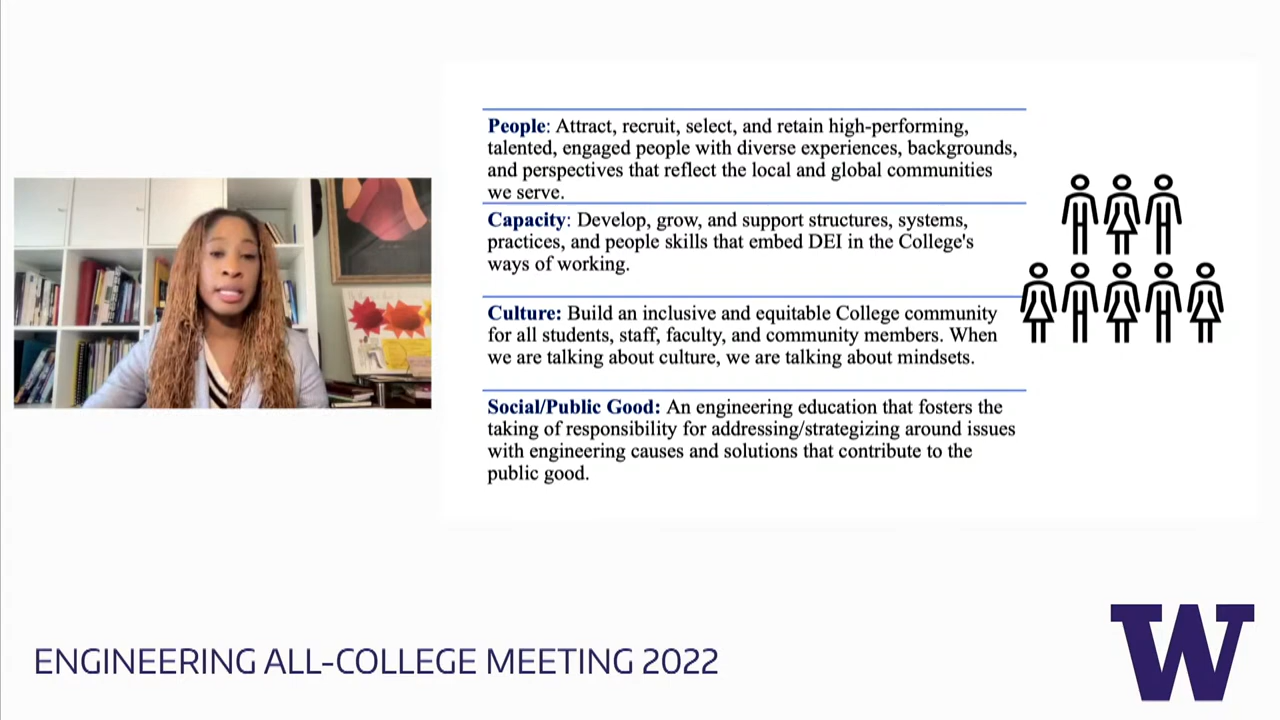 People: Attract, recruit, select, and retain high-performing,
talented, engaged people with diverse experiences, backgrounds,
and perspectives that reflect the local and global communities
we serve.
Capacity: Develop, grow, and support structures, systems,
practices, and people skills that embed DEI in the College's
ways of working.
Culture: Build an inclusive and equitable College community
for all students, staff, faculty, and community members. When
we are talking about culture, we are talking about mindsets.
Social/Public Good: An engineering education that fosters the
taking of responsibility for addressing/strategizing around issues
with engineering causes and solutions that contribute to the
public good.
ENGINEERING ALL-COLLEGE MEETING 2022
W